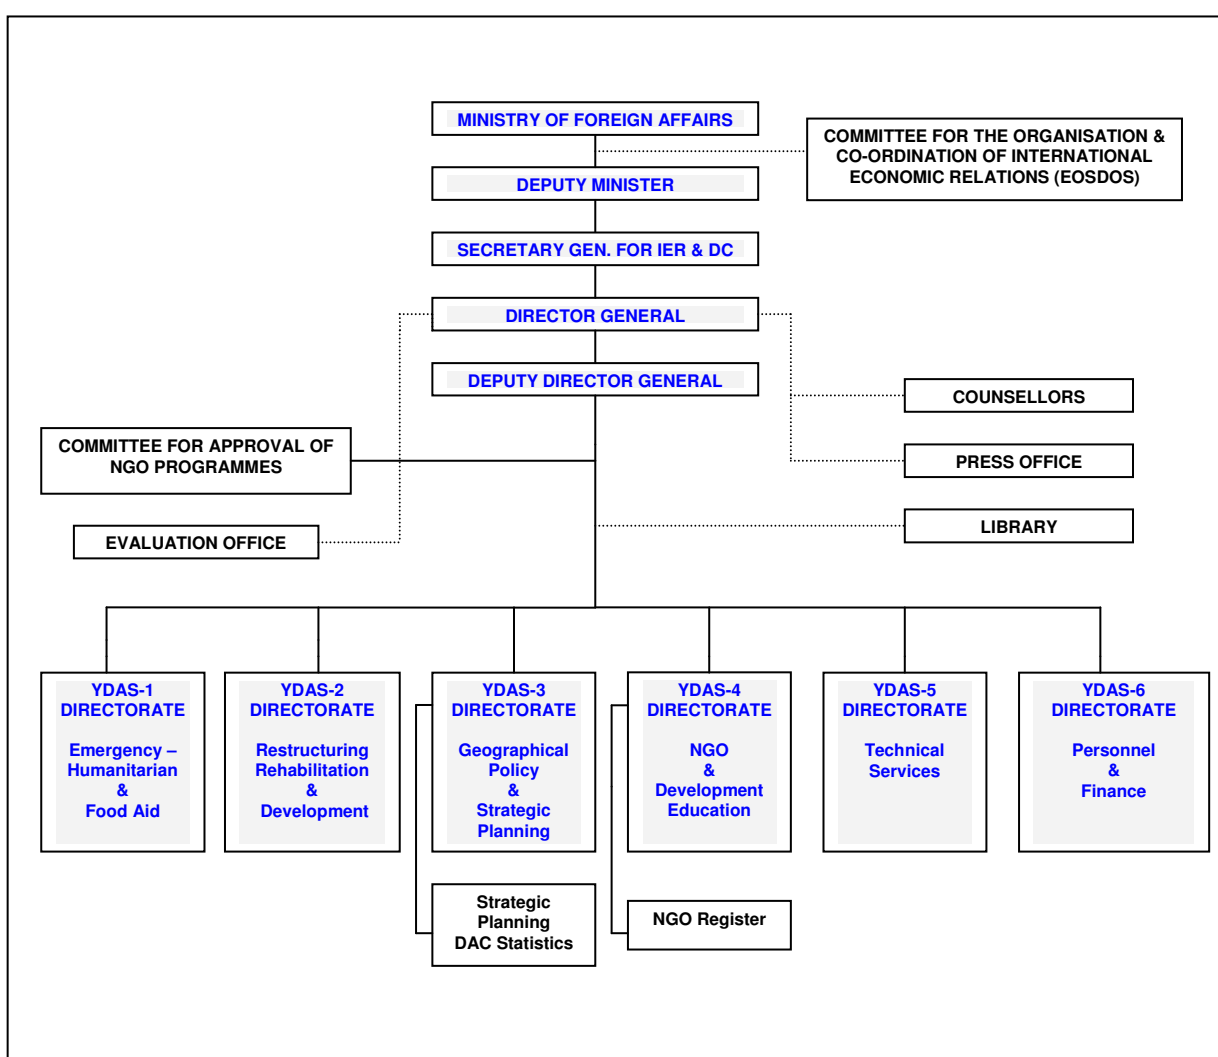 MINISTRY OF FOREIGN AFFAIRS
COMMITTEE FOR THE ORGANISATION &
CO-ORDINATION OF INTERNATIONAL
ECONOMIC RELATIONS (EOSDOS)
DEPUTY MINISTER
SECRETARY GEN. FOR IER & DC
DIRECTOR GENERAL
DEPUTY DIRECTOR GENERAL
COUNSELLORS
COMMITTEE FOR APPROVAL OF
NGO PROGRAMMES
PRESS OFFICE
EVALUATION OFFICE
LIBRARY
YDAS-1
DIRECTORATE
Emergency –
Humanitarian
&
Food Aid
YDAS-2
DIRECTORATE
Restructuring
Rehabilitation
&
Development
YDAS-3
DIRECTORATE
Geographical
Policy
&
Strategic
Planning
YDAS-4
DIRECTORATE
NGO
&
Development
Education
YDAS-5
DIRECTORATE
Technical
Services
YDAS-6
DIRECTORATE
Personnel
&
Finance
Strategic
Planning
DAC Statistics
NGO Register